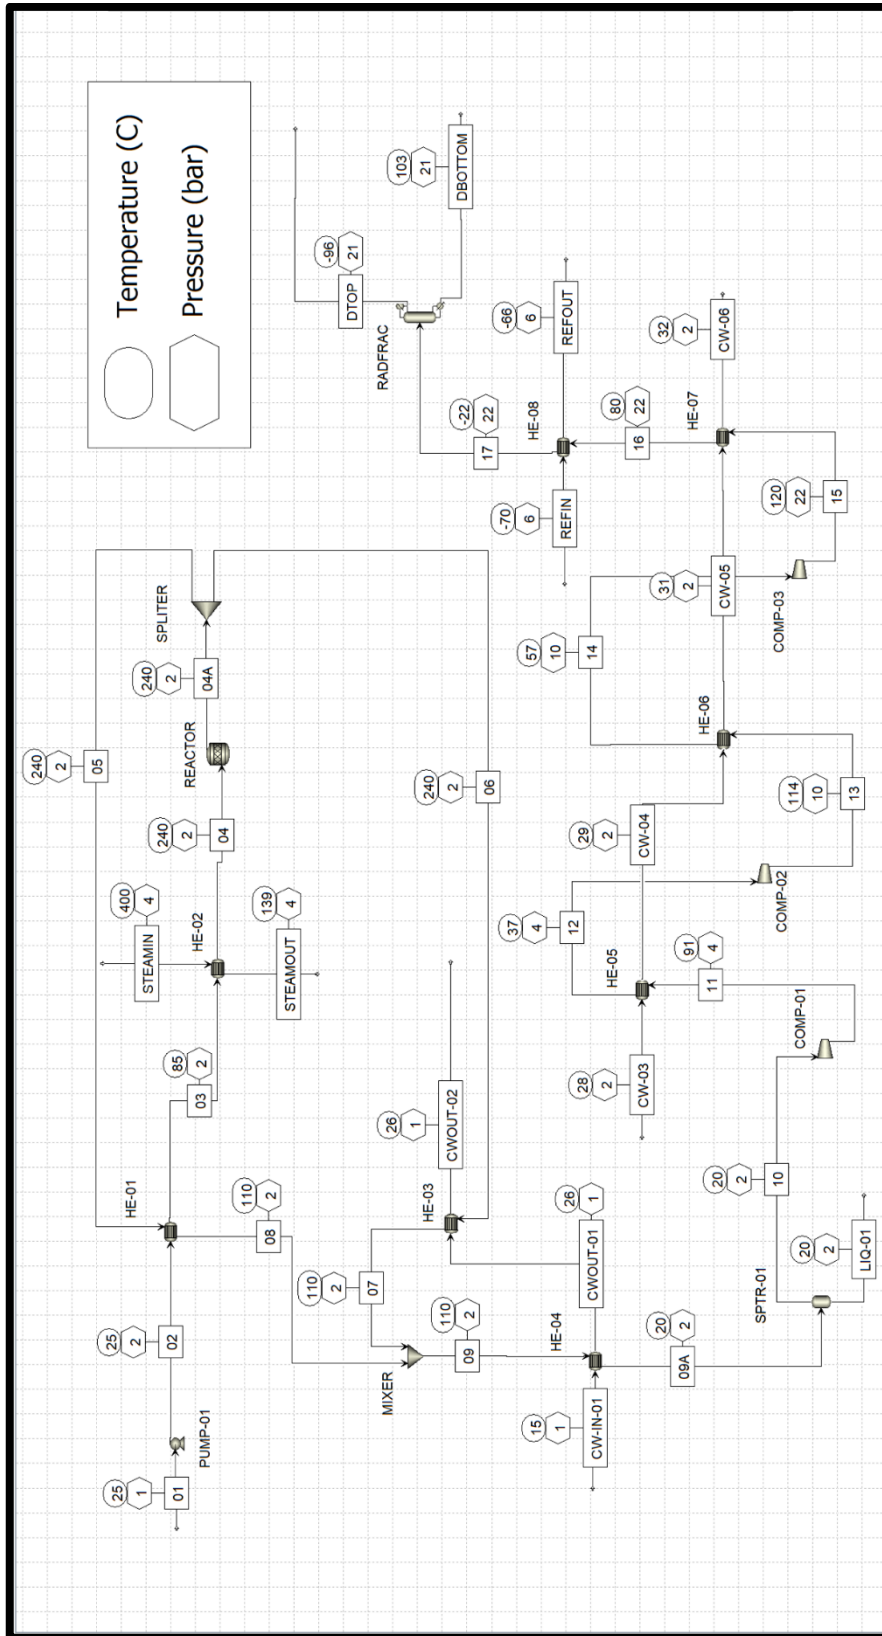 Temperature (C)
Pressure (bar)
25
1
01
PUMP-01
25
2
02
HE-01
85
2
03
110
2
08
240
2
05
400
4
STEAMIN
HE-02
139
4
STEAMOUT
240
2
04
REACTOR
240
2
04A
SPLITER
240
2
06
110
2
07
MIXER
110
2
09
HE-03
26
1
CWOUT-02
15
1
CW-IN-01
HE-04
26
1
CWOUT-01
20
2
09A
SPTR-01
20
2
LIQ-01
20
2
10
COMP-01
91
4
11
28
2
CW-03
HE-05
37
4
12
COMP-02
29
2
CW-04
114
10
13
HE-06
57
10
14
31
2
CW-05
COMP-03
120
22
15
HE-07
32
2
CW-06
80
22
16
-70
6
REFIN
HE-08
-66
6
REFOUT
-22
22
17
RADFRAC
-96
21
DTOP
103
21
DBOTTOM